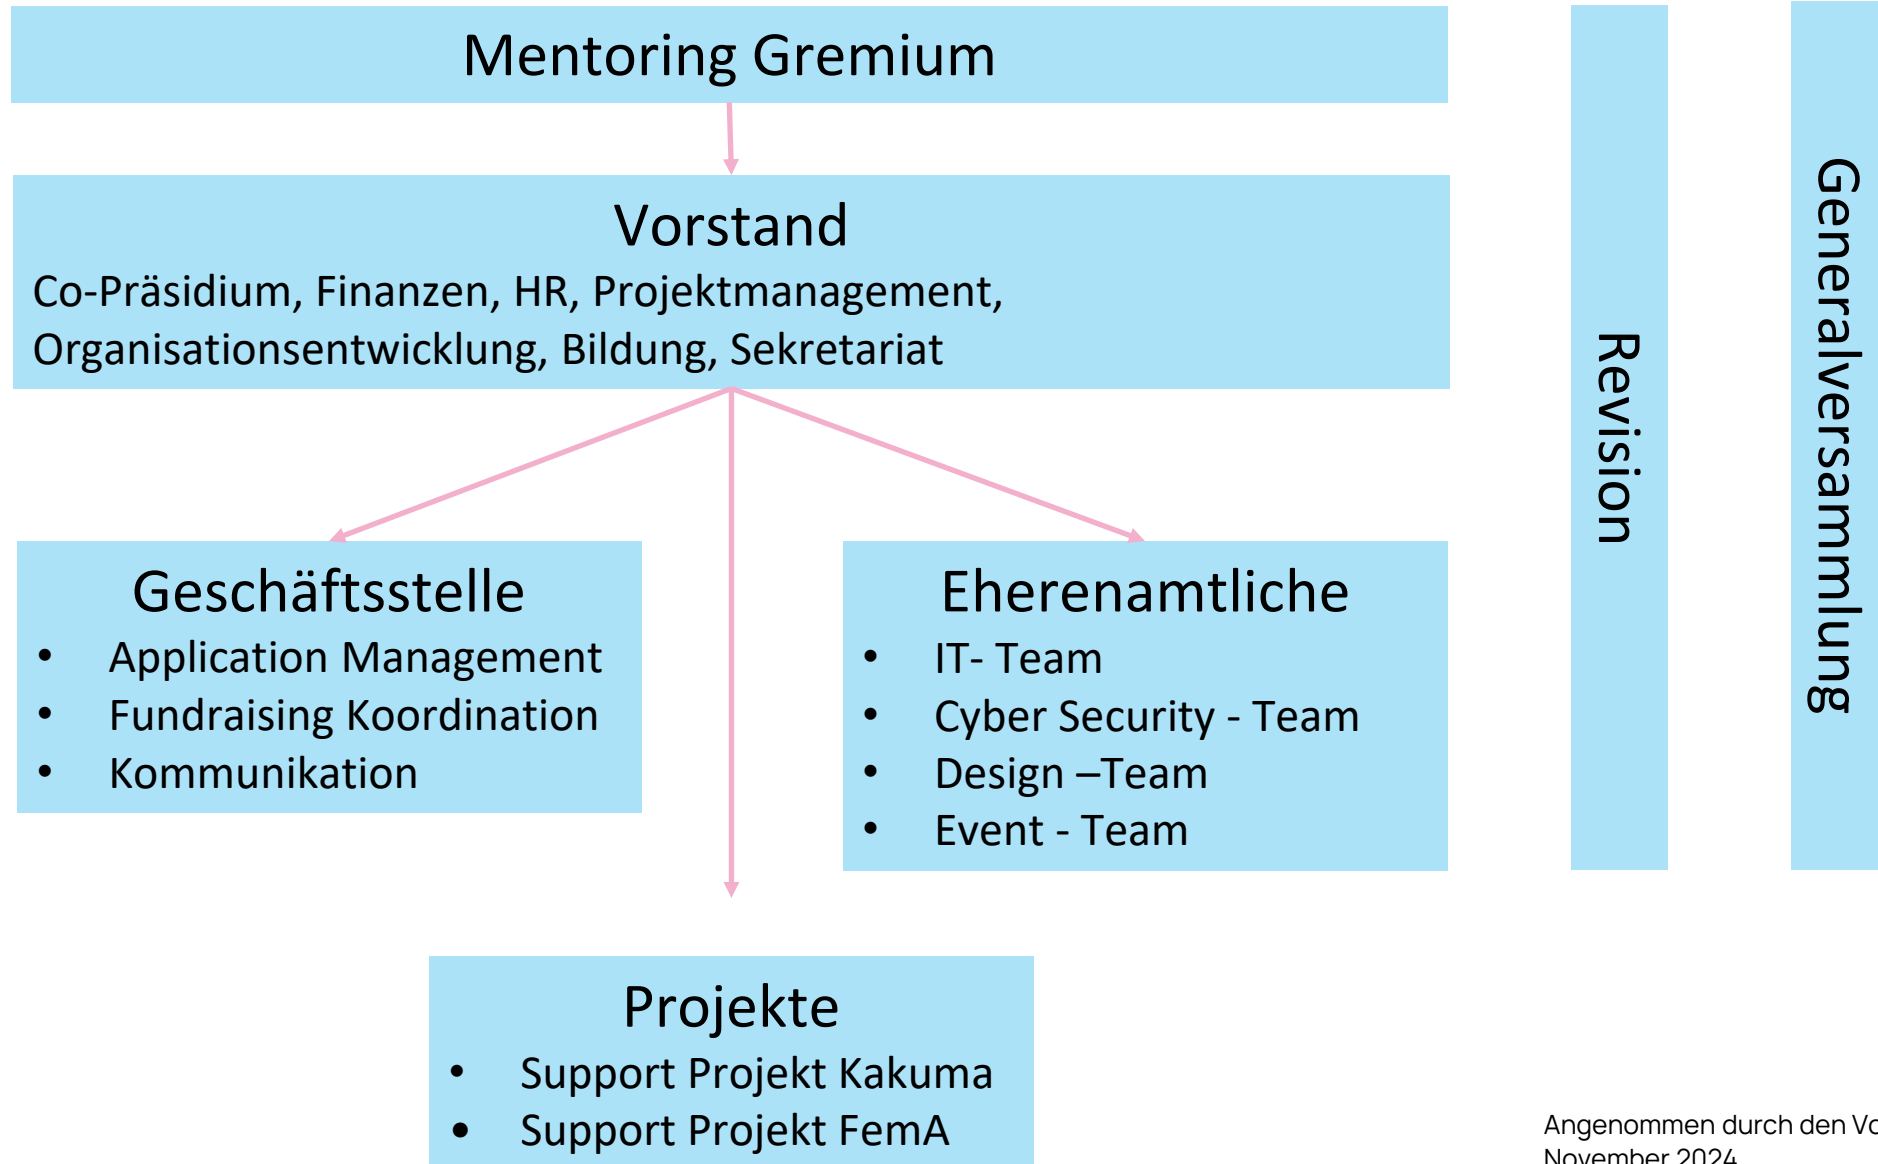 Mentoring Gremium
Vorstand
Co-Präsidium, Finanzen, HR, Projektmanagement,
Organisationsentwicklung, Bildung, Sekretariat
Geschäftsstelle
• Application Management
• Fundraising Koordination
• Kommunikation
Eherenamtliche
• IT- Team
• Cyber Security - Team
• Design –Team
• Event - Team
Projekte
• Support Projekt Kakuma
• Support Projekt FemA
Revision
Generalversammlung
Angenommen durch den
November 2024